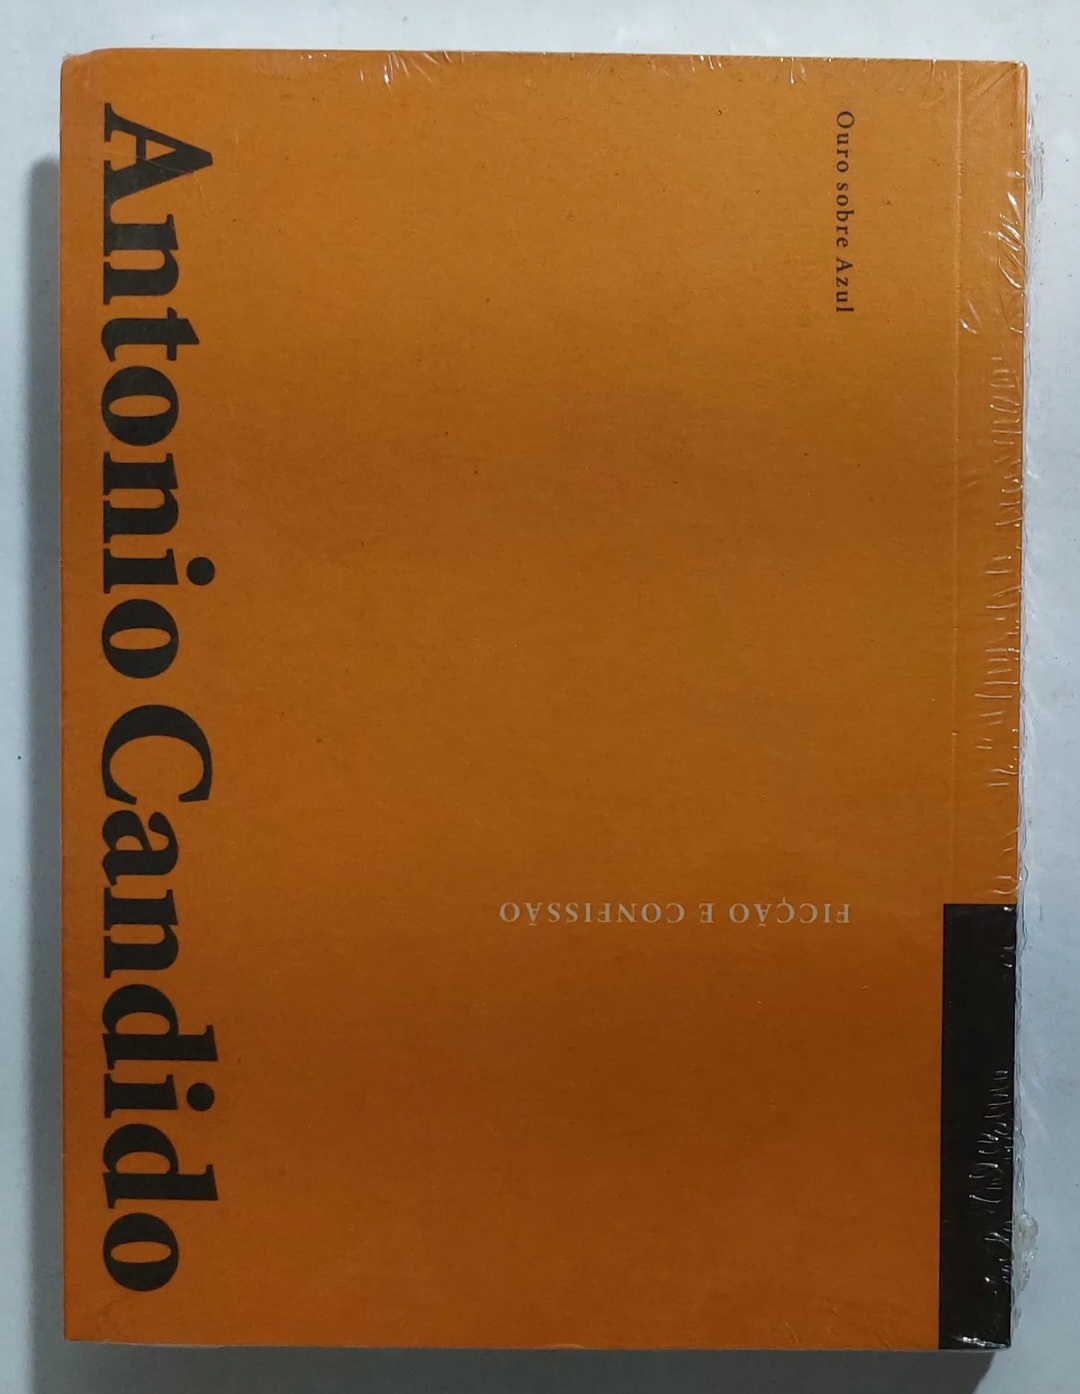 Antonio Candido
FICÇÃO E CONFISSÃO
Ouro sobre Azul